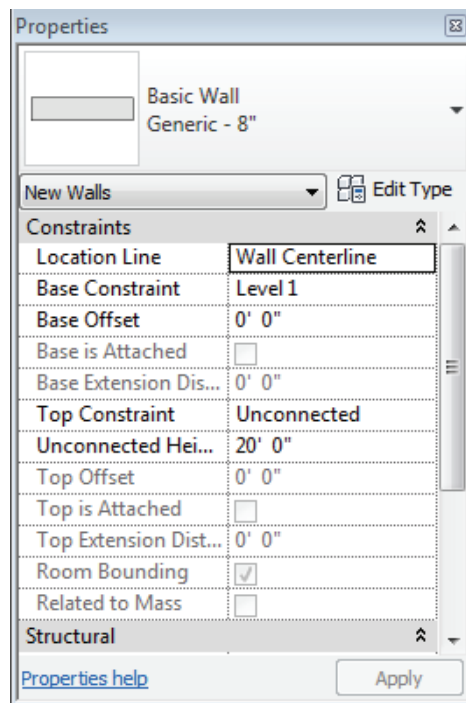 Properties
Basic Wall
Generic - 8"
New Walls Edit Type
Constraints
Location Line Wall Centerline
Base Constraint Level 1
Base Offset 0' 0"
Base is Attached
Base Extension Dis... 0' 0"
Top Constraint Unconnected
Unconnected Hei... 20' 0"
Top Offset 0' 0"
Top is Attached
Top Extension Dist... 0' 0"
Room Bounding
Related to Mass
Structural
Properties help Apply